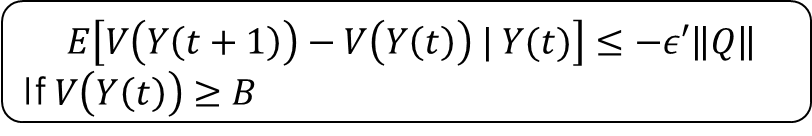 E[V(Y(t + 1)) − V(Y(t)) | Y(t)] ≤ −ϵ′‖Q‖
If V(Y(t)) ≥ B